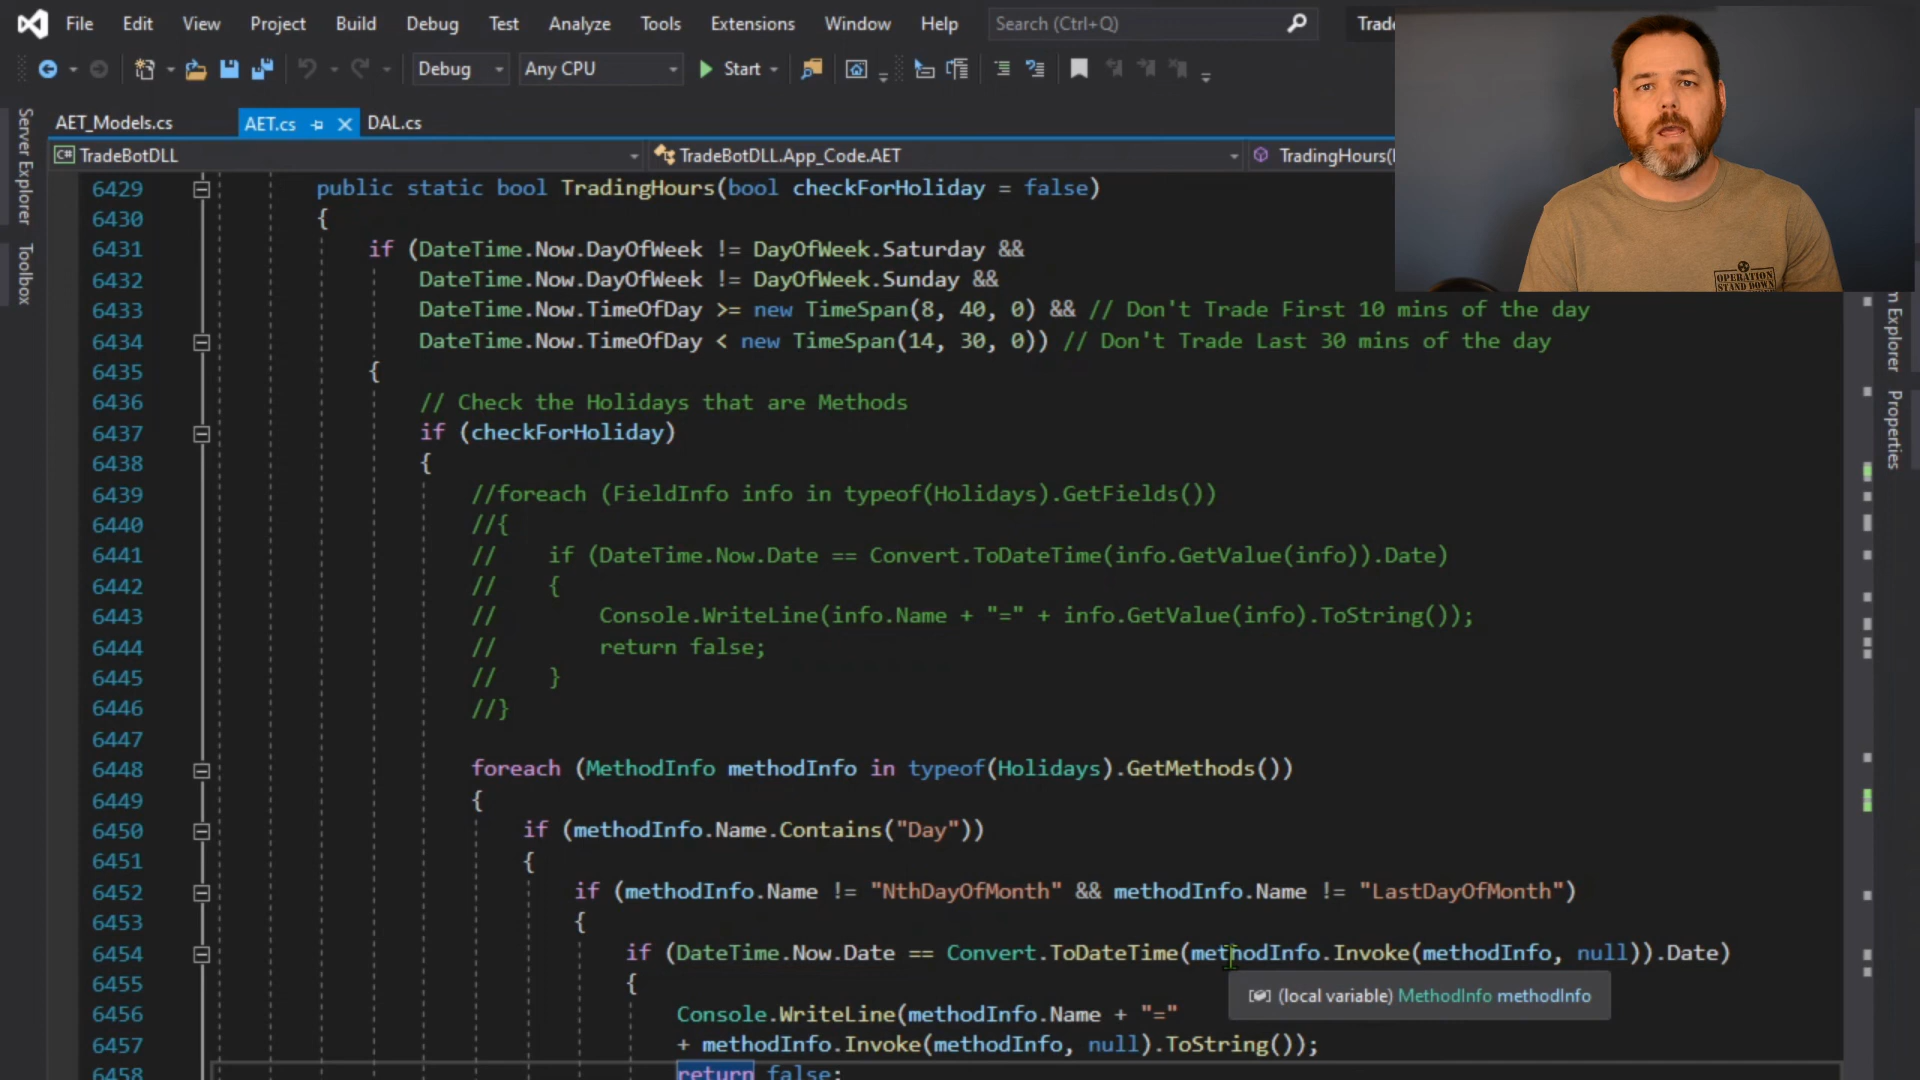 File Edit View Project Build Debug Test Analyze Tools Extensions Window Help Search (Ctrl+Q)
Debug Any CPU Start
AET_Models.cs AET.cs DAL.cs
C# TradeBotDLL TradeBotDLL.App_Code.AET
Server Explorer
Toolbox
Properties
OPERATION
STAND DOWN
6429 public static bool TradingHours(bool checkForHoliday = false)
6430 {
6431 if (DateTime.Now.DayOfWeek != DayOfWeek.Saturday &&
6432 DateTime.Now.DayOfWeek != DayOfWeek.Sunday &&
6433 DateTime.Now.TimeOfDay >= new TimeSpan(8, 40, 0) && // Don't Trade First 10 mins of the day
6434 DateTime.Now.TimeOfDay < new TimeSpan(14, 30, 0)) // Don't Trade Last 30 mins of the day
6435 {
6436 // Check the Holidays that are Methods
6437 if (checkForHoliday)
6438 {
6439 //foreach (FieldInfo info in typeof(Holidays).GetFields())
6440 //{
6441 // if (DateTime.Now.Date == Convert.ToDateTime(info.GetValue(info)).Date)
6442 // {
6443 // Console.WriteLine(info.Name + "=" + info.GetValue(info).ToString());
6444 // return false;
6445 // }
6446 //}
6447
6448 foreach (MethodInfo methodInfo in typeof(Holidays).GetMethods())
6449 {
6450 if (methodInfo.Name.Contains("Day"))
6451 {
6452 if (methodInfo.Name != "NthDayOfMonth" && methodInfo.Name != "LastDayOfMonth")
6453 {
6454 if (DateTime.Now.Date == Convert.ToDateTime(methodInfo.Invoke(methodInfo, null)).Date)
6455 {
(local variable) MethodInfo methodInfo
6456 Console.WriteLine(methodInfo.Name + "="
6457 + methodInfo.Invoke(methodInfo, null).ToString());
6458 return false;